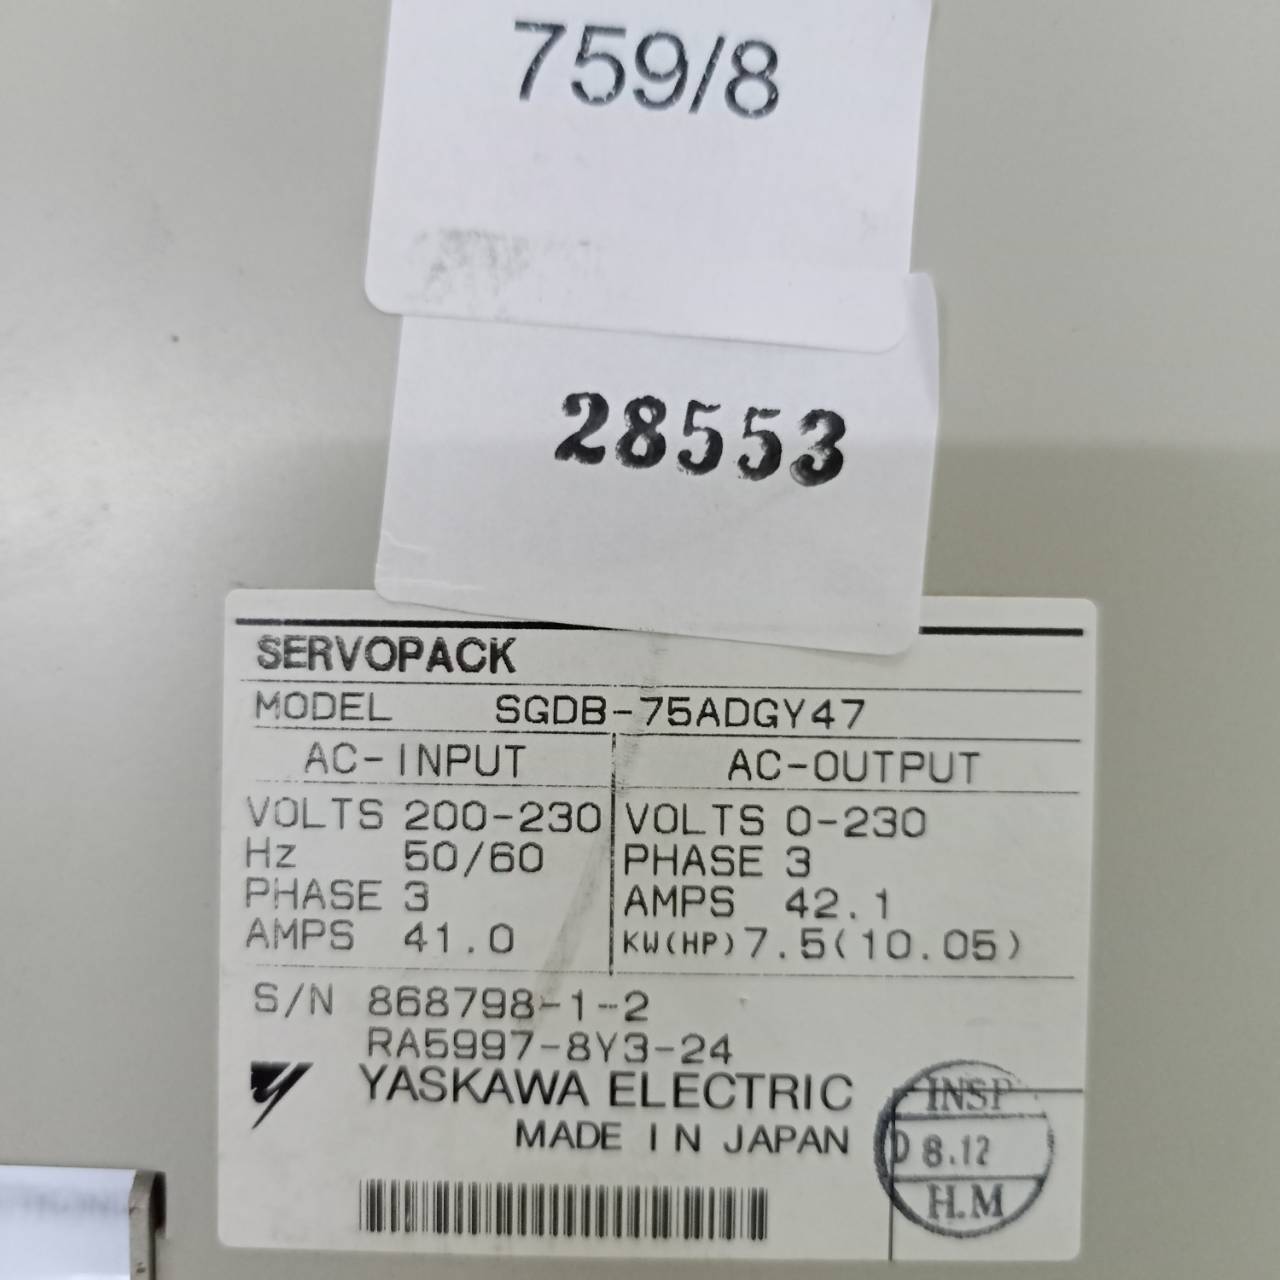 759/8
28553
SERVOPACK
MODEL SGDB-75ADGY47
AC-INPUT AC-OUTPUT
VOLTS 200-230 VOLTS 0-230
Hz 50/60 PHASE 3
PHASE 3 AMPS 42.1
AMPS 41.0 KW(HP) 7.5(10.05)
S/N 868798-1-2
RA5997-8Y3-24
YASKAWA ELECTRIC
MADE IN JAPAN
INSP
D 8.12
H.M